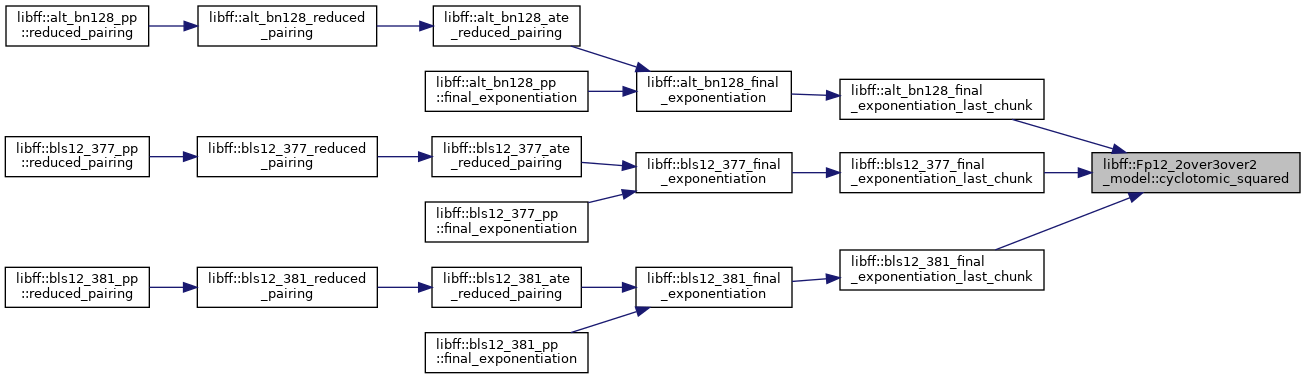 libff::alt_bn128_pp
::reduced_pairing
libff::alt_bn128_reduced
_pairing
libff::alt_bn128_ate
_reduced_pairing
libff::alt_bn128_pp
::final_exponentiation
libff::alt_bn128_final
_exponentiation
libff::alt_bn128_final
_exponentiation_last_chunk
libff::bls12_377_pp
::reduced_pairing
libff::bls12_377_reduced
_pairing
libff::bls12_377_ate
_reduced_pairing
libff::bls12_377_pp
::final_exponentiation
libff::bls12_377_final
_exponentiation
libff::bls12_377_final
_exponentiation_last_chunk
libff::Fp12_2over3over2
_model::cyclotomic_squared
libff::bls12_381_pp
::reduced_pairing
libff::bls12_381_reduced
_pairing
libff::bls12_381_ate
_reduced_pairing
libff::bls12_381_pp
::final_exponentiation
libff::bls12_381_final
_exponentiation
libff::bls12_381_final
_exponentiation_last_chunk